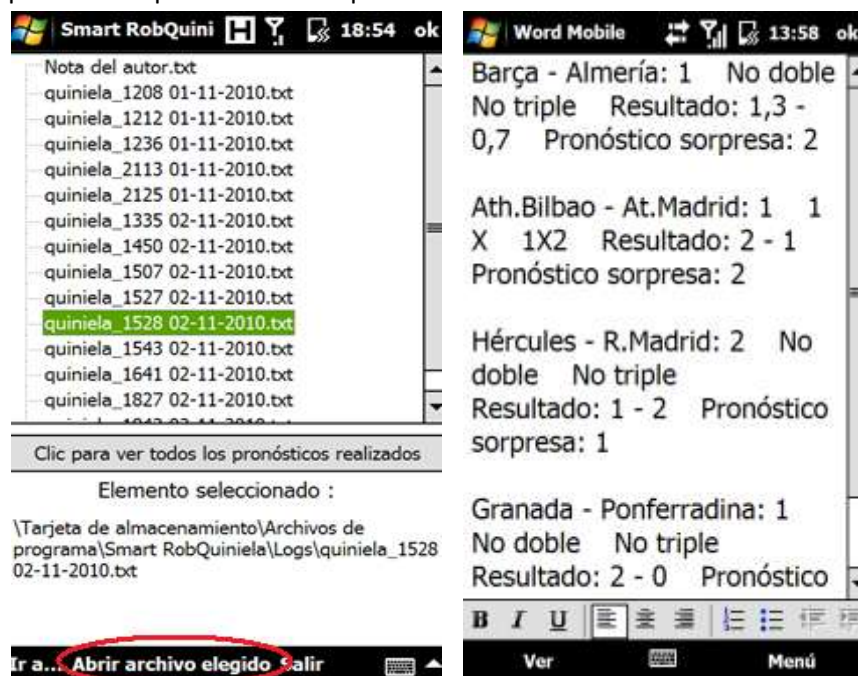 Smart RobQuini H 18:54 ok
Nota del autor.txt
quiniela_1208 01-11-2010.txt
quiniela_1212 01-11-2010.txt
quiniela_1236 01-11-2010.txt
quiniela_2113 01-11-2010.txt
quiniela_2125 01-11-2010.txt
quiniela_1335 02-11-2010.txt
quiniela_1450 02-11-2010.txt
quiniela_1507 02-11-2010.txt
quiniela_1527 02-11-2010.txt
quiniela_1528 02-11-2010.txt
quiniela_1543 02-11-2010.txt
quiniela_1641 02-11-2010.txt
quiniela_1827 02-11-2010.txt
Clic para ver todos los pronósticos realizados
Elemento seleccionado :
\Tarjeta de almacenamiento\Archivos de
programa\Smart RobQuiniela\Logs\quiniela_1528
02-11-2010.txt
Ir a... Abrir archivo elegido Salir
Word Mobile 13:58 ok
Barça - Almería: 1 No doble
No triple Resultado: 1,3 -
0,7 Pronóstico sorpresa: 2
Ath.Bilbao - At.Madrid: 1 1
X 1X2 Resultado: 2 - 1
Pronóstico sorpresa: 2
Hércules - R.Madrid: 2 No
doble No triple
Resultado: 1 - 2 Pronóstico
sorpresa: 1
Granada - Ponferradina: 1
No doble No triple
Resultado: 2 - 0 Pronóstico
B I U
Ver Menú